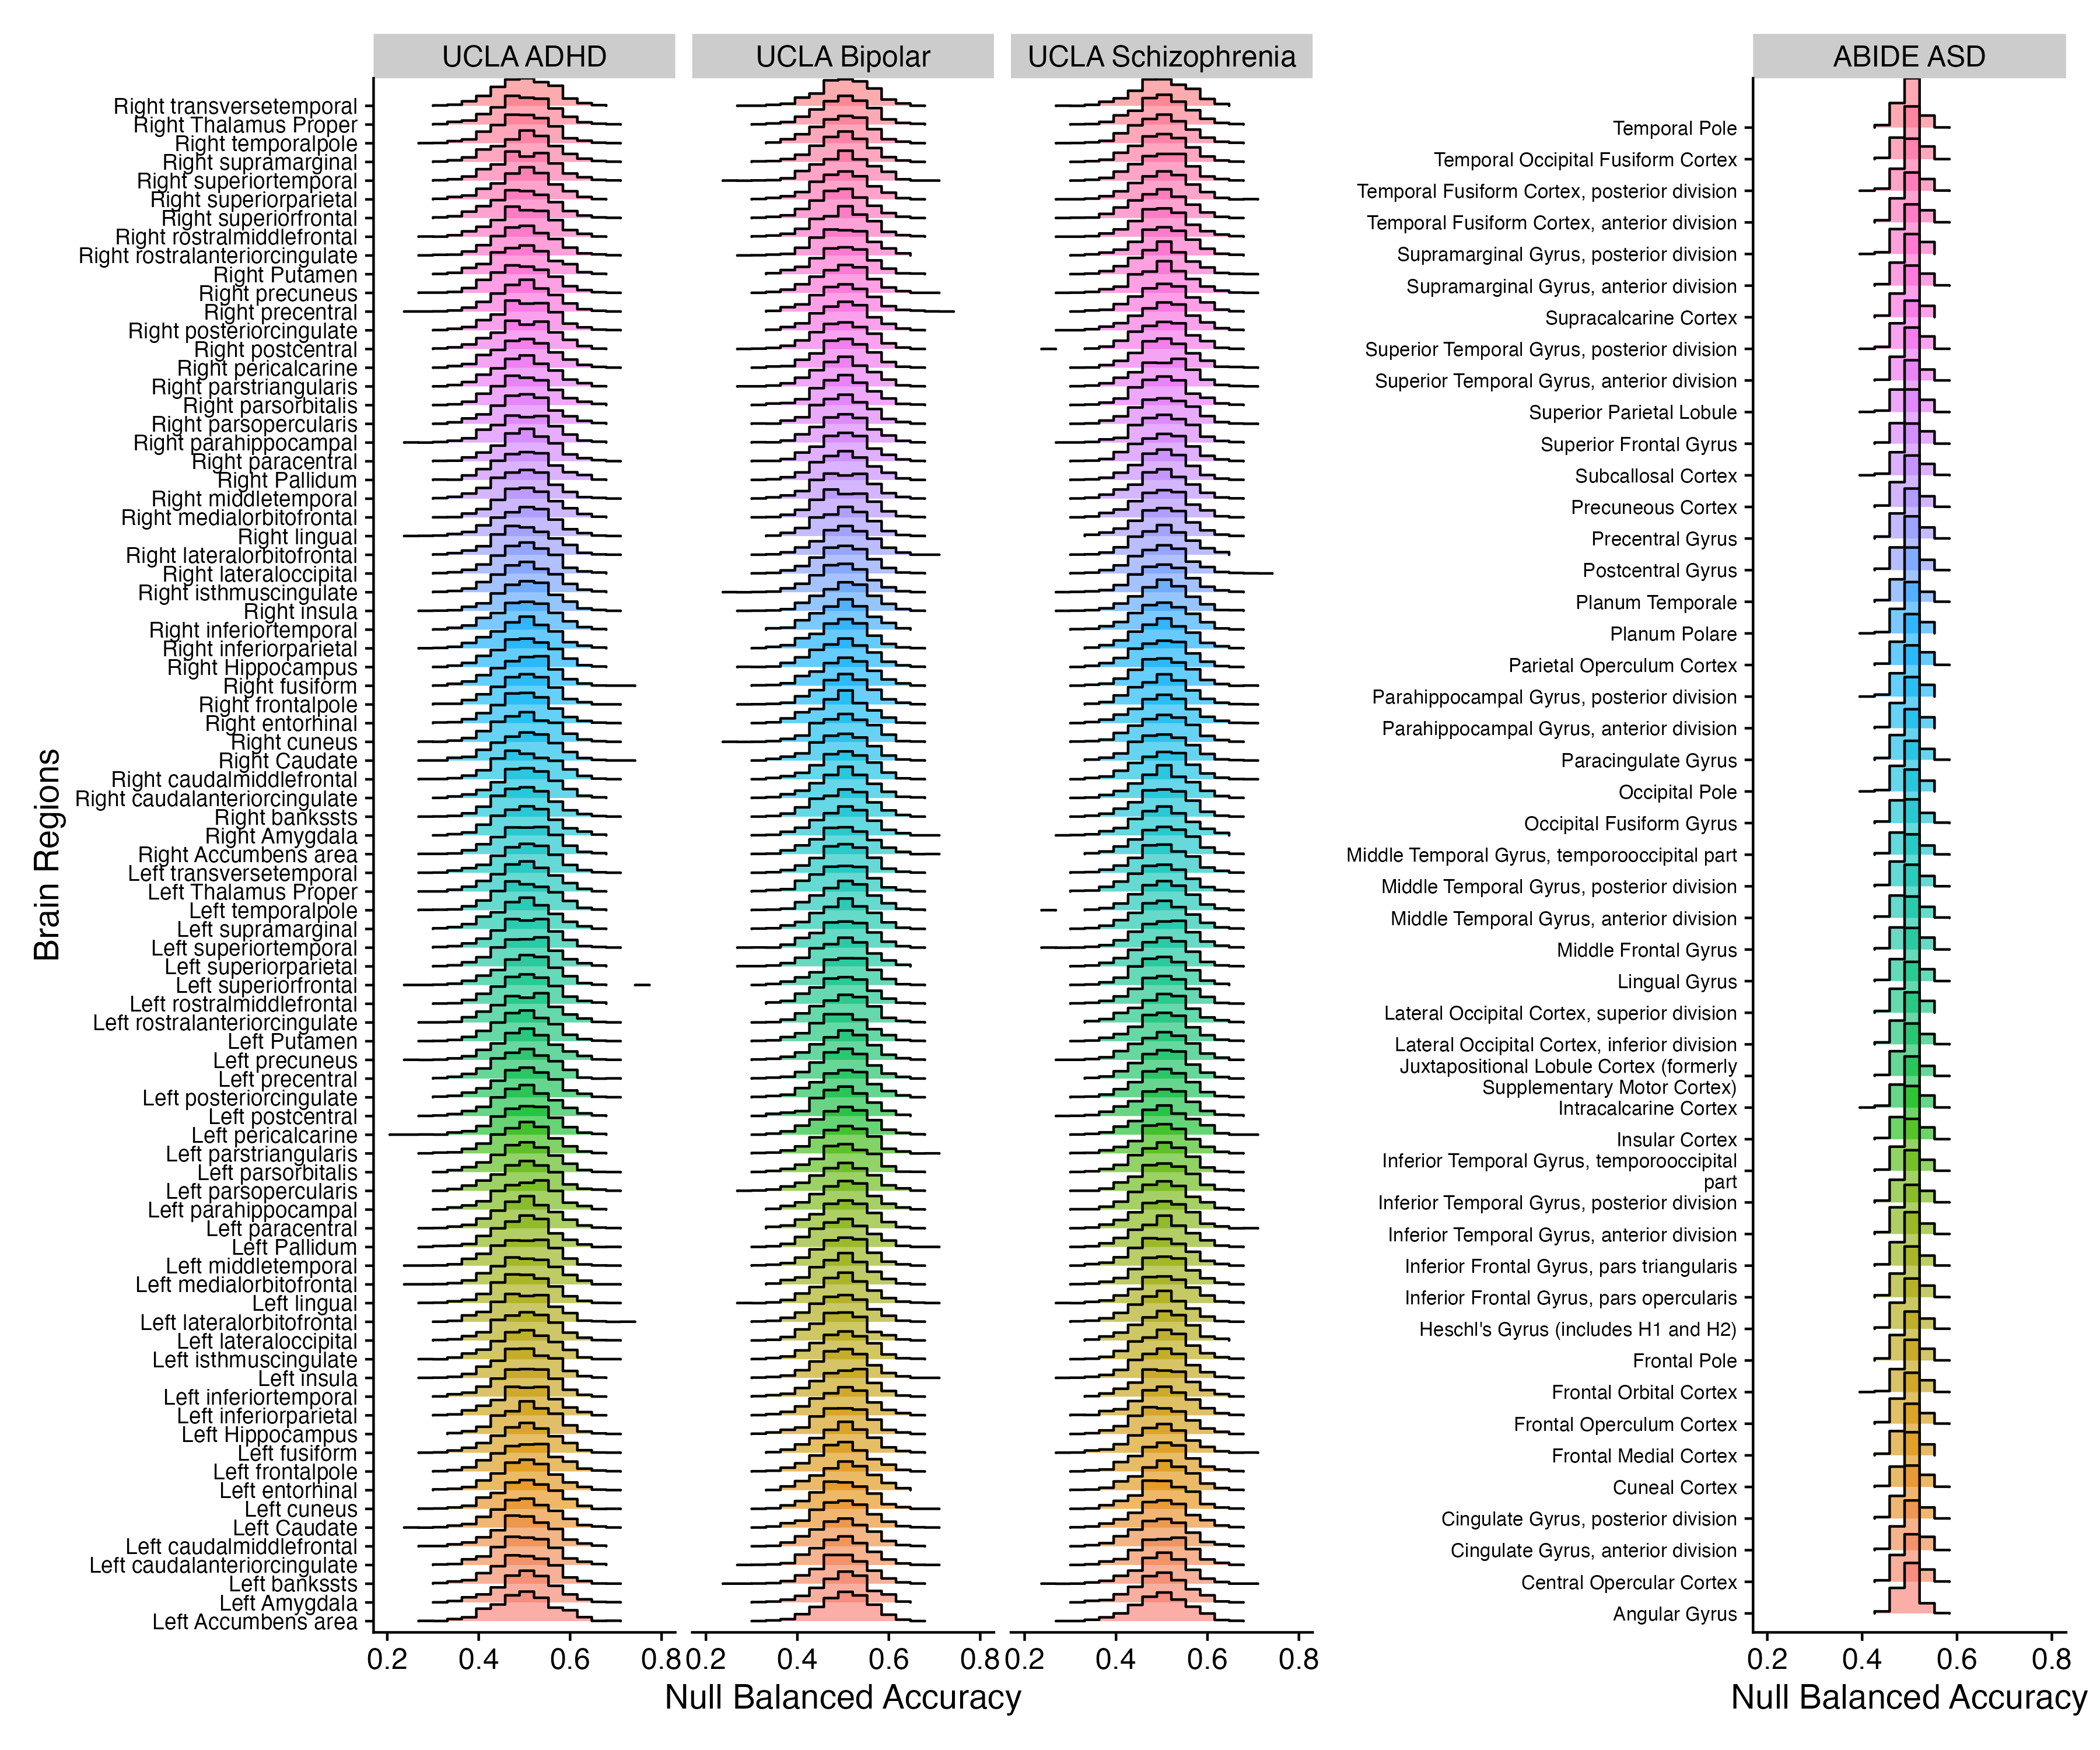 UCLA ADHD
UCLA Bipolar
UCLA Schizophrenia
ABIDE ASD
Brain Regions
Right transversetemporal
Right Thalamus Proper
Right temporalpole
Right supramarginal
Right superiortemporal
Right superiorparietal
Right superiorfrontal
Right rostralmiddlefrontal
Right rostralanteriorcingulate
Right Putamen
Right precuneus
Right precentral
Right posteriorcingulate
Right postcentral
Right pericalcarine
Right parstriangularis
Right parsorbitalis
Right parsopercularis
Right parahippocampal
Right paracentral
Right Pallidum
Right middletemporal
Right medialorbitofrontal
Right lingual
Right lateralorbitofrontal
Right lateraloccipital
Right isthmuscingulate
Right insula
Right inferiortemporal
Right inferiorparietal
Right Hippocampus
Right fusiform
Right frontalpole
Right entorhinal
Right cuneus
Right Caudate
Right caudalmiddlefrontal
Right caudalanteriorcingulate
Right bankssts
Right Amygdala
Right Accumbens area
Left transversetemporal
Left Thalamus Proper
Left temporalpole
Left supramarginal
Left superiortemporal
Left superiorparietal
Left superiorfrontal
Left rostralmiddlefrontal
Left rostralanteriorcingulate
Left Putamen
Left precuneus
Left precentral
Left posteriorcingulate
Left postcentral
Left pericalcarine
Left parstriangularis
Left parsorbitalis
Left parsopercularis
Left parahippocampal
Left paracentral
Left Pallidum
Left middletemporal
Left medialorbitofrontal
Left lingual
Left lateralorbitofrontal
Left lateraloccipital
Left isthmuscingulate
Left insula
Left inferiortemporal
Left inferiorparietal
Left Hippocampus
Left fusiform
Left frontalpole
Left entorhinal
Left cuneus
Left Caudate
Left caudalmiddlefrontal
Left caudalanteriorcingulate
Left bankssts
Left Amygdala
Left Accumbens area
0.2 0.4 0.6 0.8
0.2 0.4 0.6 0.8
0.2 0.4 0.6 0.8
Null Balanced Accuracy
Temporal Pole
Temporal Occipital Fusiform Cortex
Temporal Fusiform Cortex, posterior division
Temporal Fusiform Cortex, anterior division
Supramarginal Gyrus, posterior division
Supramarginal Gyrus, anterior division
Supracalcarine Cortex
Superior Temporal Gyrus, posterior division
Superior Temporal Gyrus, anterior division
Superior Parietal Lobule
Superior Frontal Gyrus
Subcallosal Cortex
Precuneous Cortex
Precentral Gyrus
Postcentral Gyrus
Planum Temporale
Planum Polare
Parietal Operculum Cortex
Parahippocampal Gyrus, posterior division
Parahippocampal Gyrus, anterior division
Paracingulate Gyrus
Occipital Pole
Occipital Fusiform Gyrus
Middle Temporal Gyrus, temporooccipital part
Middle Temporal Gyrus, posterior division
Middle Temporal Gyrus, anterior division
Middle Frontal Gyrus
Lingual Gyrus
Lateral Occipital Cortex, superior division
Lateral Occipital Cortex, inferior division
Juxtapositional Lobule Cortex (formerly
Supplementary Motor Cortex)
Intracalcarine Cortex
Insular Cortex
Inferior Temporal Gyrus, temporooccipital
part
Inferior Temporal Gyrus, posterior division
Inferior Temporal Gyrus, anterior division
Inferior Frontal Gyrus, pars triangularis
Inferior Frontal Gyrus, pars opercularis
Heschl's Gyrus (includes H1 and H2)
Frontal Pole
Frontal Orbital Cortex
Frontal Operculum Cortex
Frontal Medial Cortex
Cuneal Cortex
Cingulate Gyrus, posterior division
Cingulate Gyrus, anterior division
Central Opercular Cortex
Angular Gyrus
0.2 0.4 0.6 0.8
Null Balanced Accuracy